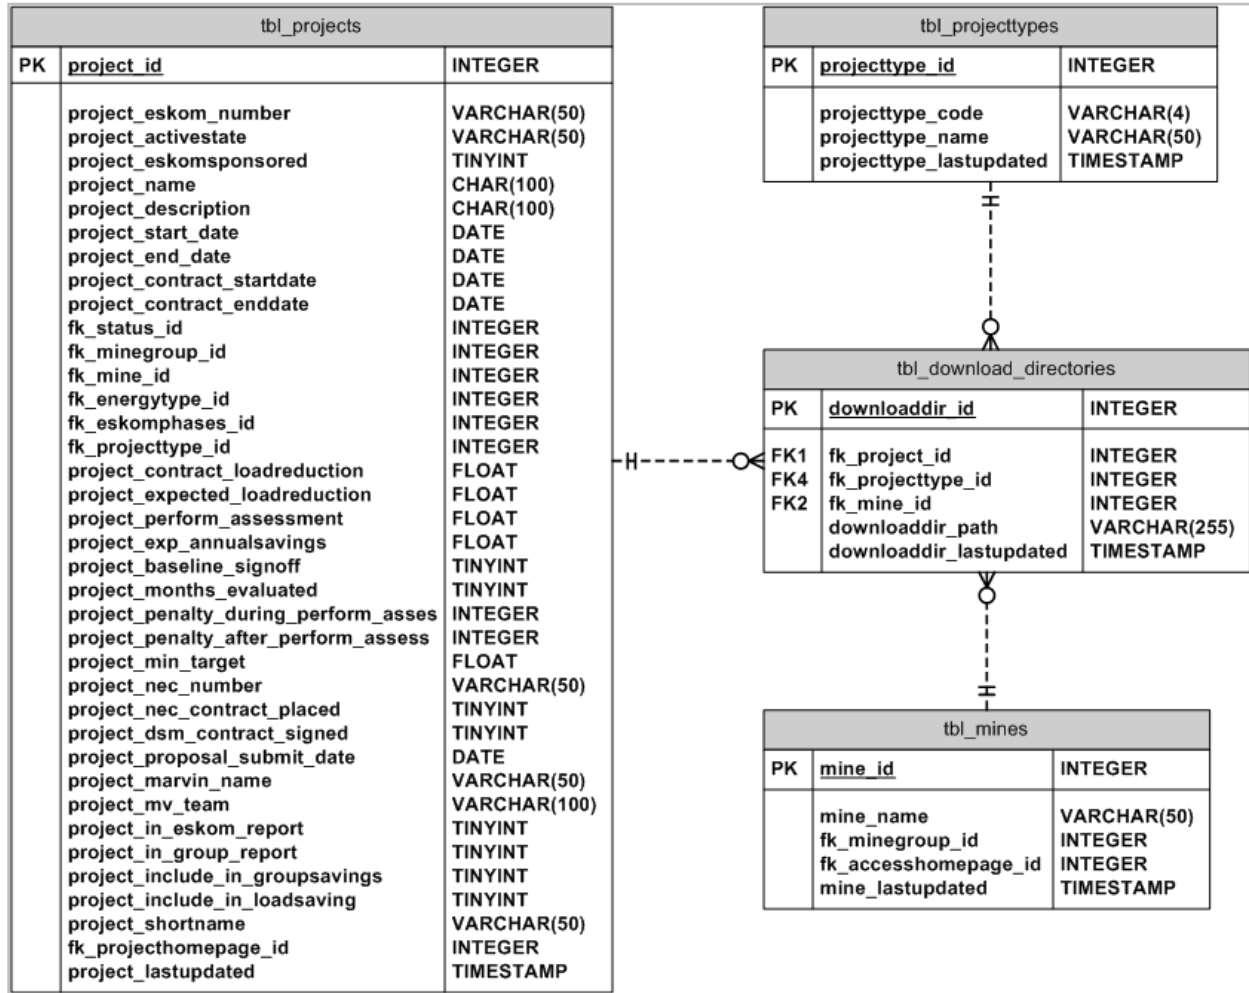 tbl_projects
PK project_id INTEGER
project_eskom_number VARCHAR(50)
project_activestate VARCHAR(50)
project_eskomsponsored TINYINT
project_name CHAR(100)
project_description CHAR(100)
project_start_date DATE
project_end_date DATE
project_contract_startdate DATE
project_contract_enddate DATE
fk_status_id INTEGER
fk_minegroup_id INTEGER
fk_mine_id INTEGER
fk_energytype_id INTEGER
fk_eskomphases_id INTEGER
fk_projecttype_id INTEGER
project_contract_loadreduction FLOAT
project_expected_loadreduction FLOAT
project_perform_assessment FLOAT
project_exp_annualsavings FLOAT
project_baseline_signoff TINYINT
project_months_evaluated TINYINT
project_penalty_during_perform_asses INTEGER
project_penalty_after_perform_assess INTEGER
project_min_target FLOAT
project_nec_number VARCHAR(50)
project_nec_contract_placed TINYINT
project_dsm_contract_signed TINYINT
project_proposal_submit_date DATE
project_marvin_name VARCHAR(50)
project_mv_team VARCHAR(100)
project_in_eskom_report TINYINT
project_in_group_report TINYINT
project_include_in_groupsavings TINYINT
project_include_in_loadsaving TINYINT
project_shortname VARCHAR(50)
fk_projecthomepage_id INTEGER
project_lastupdated TIMESTAMP
tbl_projecttypes
PK projecttype_id INTEGER
projecttype_code VARCHAR(4)
projecttype_name VARCHAR(50)
projecttype_lastupdated TIMESTAMP
tbl_download_directories
PK downloaddir_id INTEGER
FK1 fk_project_id INTEGER
FK4 fk_projecttype_id INTEGER
FK2 fk_mine_id INTEGER
downloaddir_path VARCHAR(255)
downloaddir_lastupdated TIMESTAMP
tbl_mines
PK mine_id INTEGER
mine_name VARCHAR(50)
fk_minegroup_id INTEGER
fk_accesshomepage_id INTEGER
mine_lastupdated TIMESTAMP